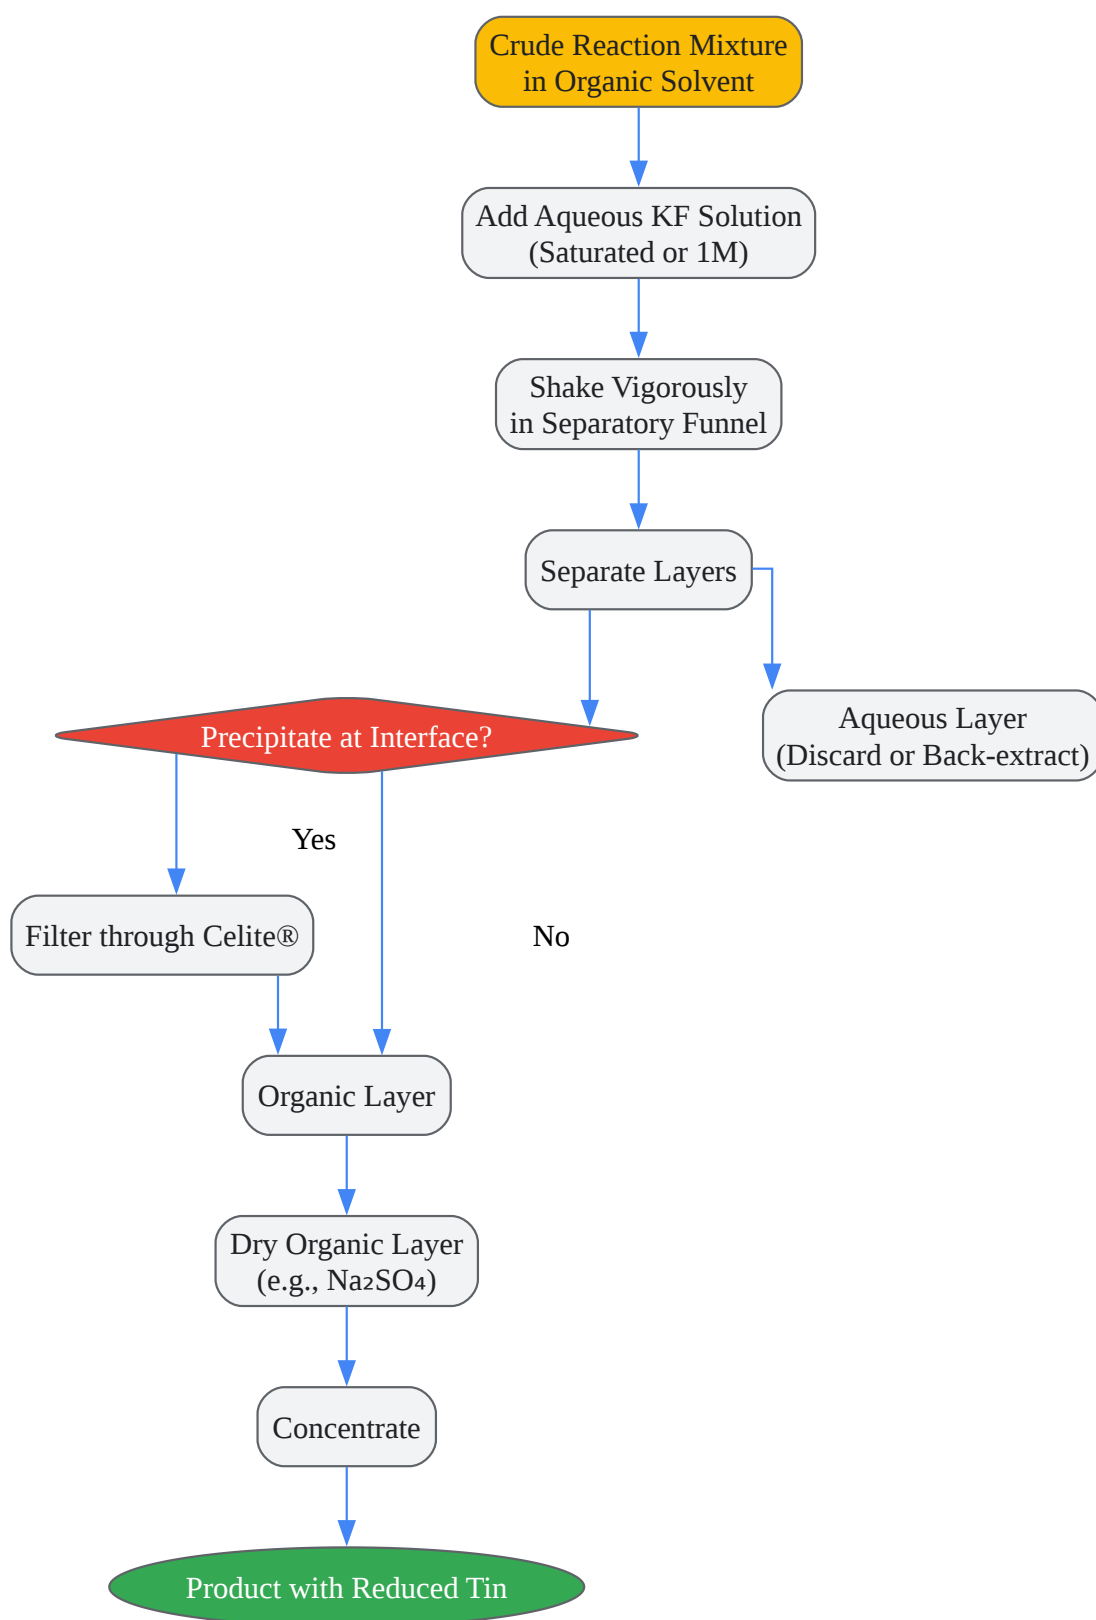 Crude Reaction Mixture
in Organic Solvent
Add Aqueous KF Solution
(Saturated or 1M)
Shake Vigorously
in Separatory Funnel
Separate Layers
Precipitate at Interface?
Aqueous Layer
(Discard or Back-extract)
Yes
Filter through Celite®
No
Organic Layer
Dry Organic Layer
(e.g., Na₂SO₄)
Concentrate
Product with Reduced Tin